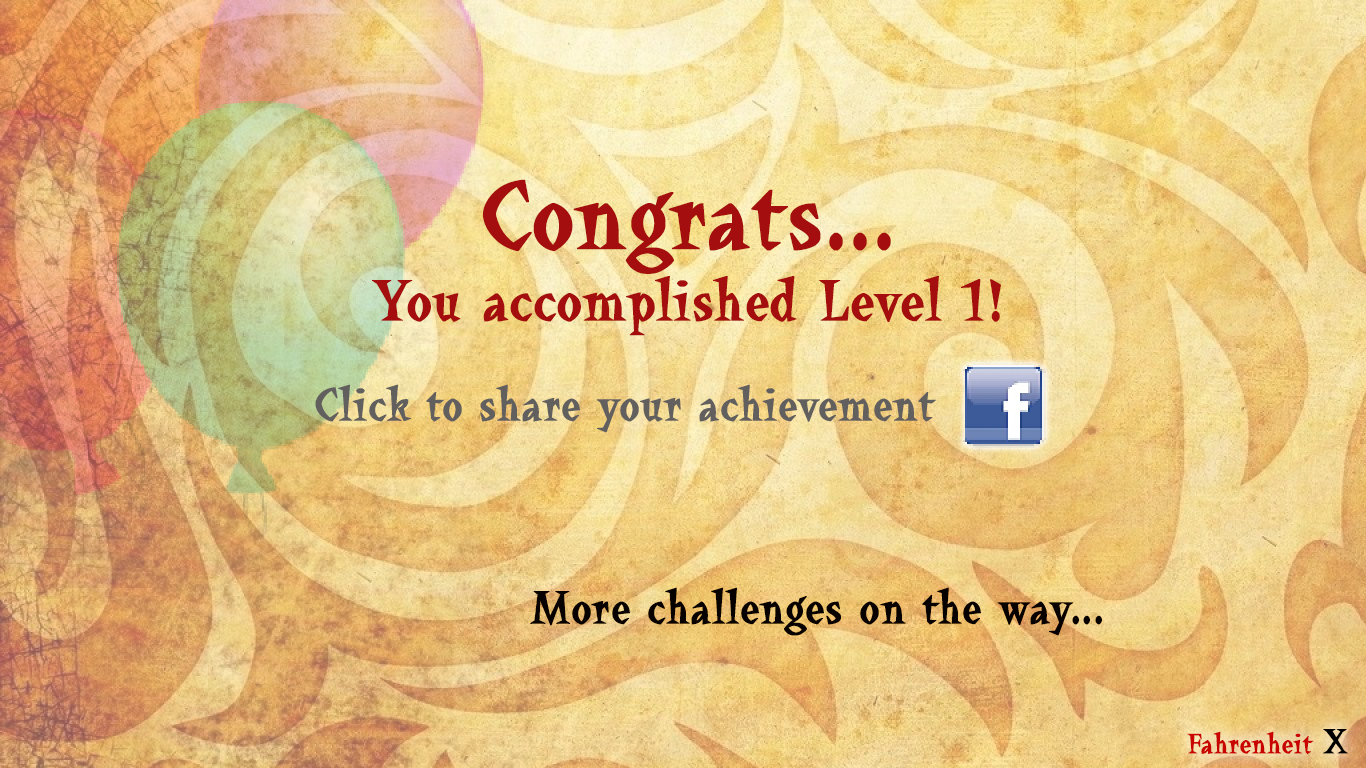 Congrats...
You accomplished Level 1!
Click to share your achievement f
More challenges on the way...
Fahrenheit X